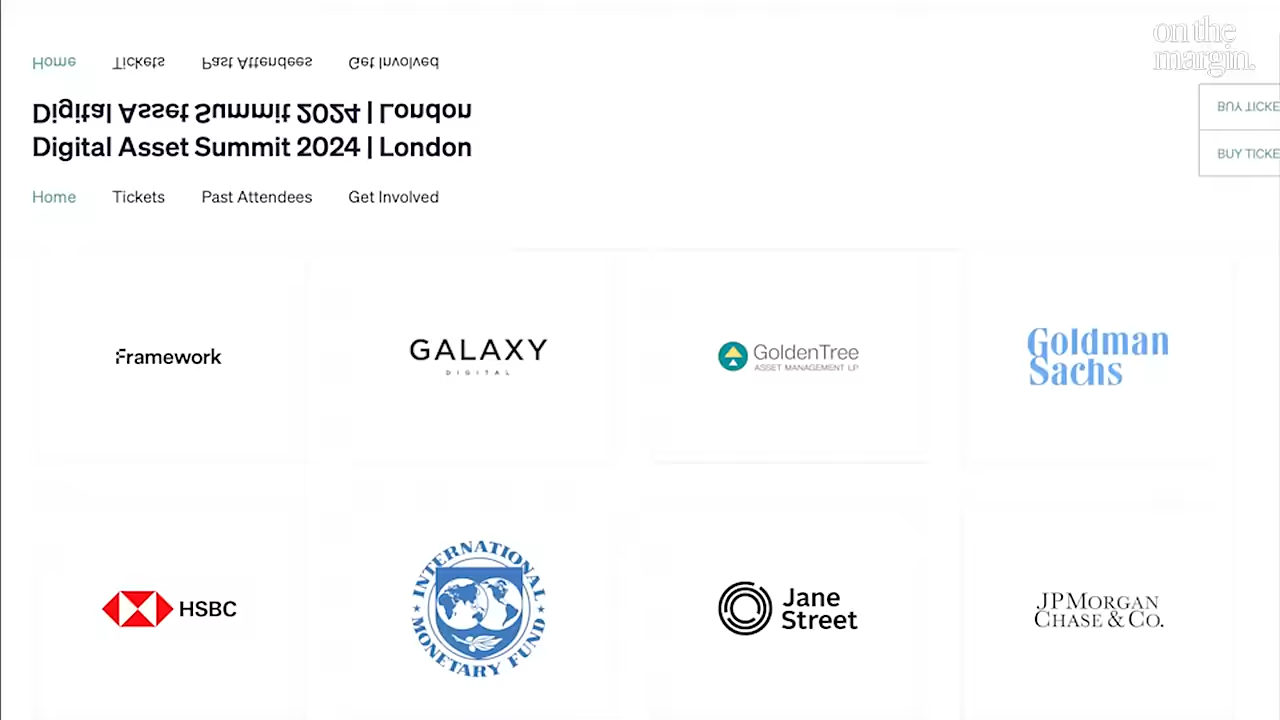 on the
margin.
Home Tickets Past Attendees Get Involved
Digital Asset Summit 2024 | London
BUY TICKE
Digital Asset Summit 2024 | London
BUY TICKE
Home Tickets Past Attendees Get Involved
Framework
GALAXY
DIGITAL
GoldenTree
ASSET MANAGEMENT LP
Goldman
Sachs
HSBC
INTERNATIONAL
MONETARY FUND
Jane
Street
JPMORGAN
CHASE & CO.